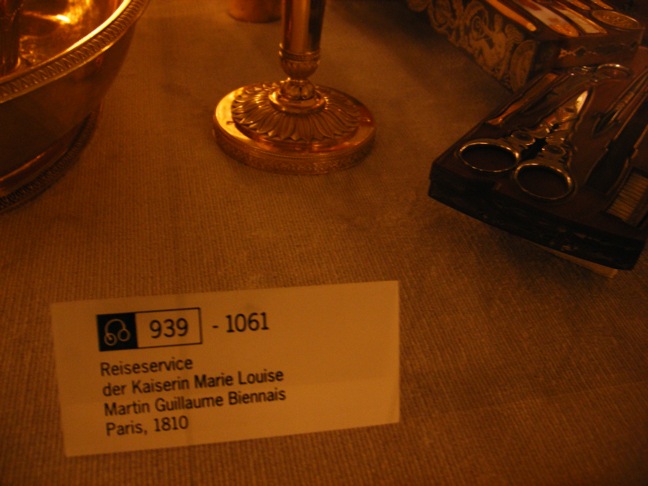 939 - 1061
Reiseservice
der Kaiserin Marie Louise
Martin Guillaume Biennais
Paris, 1810